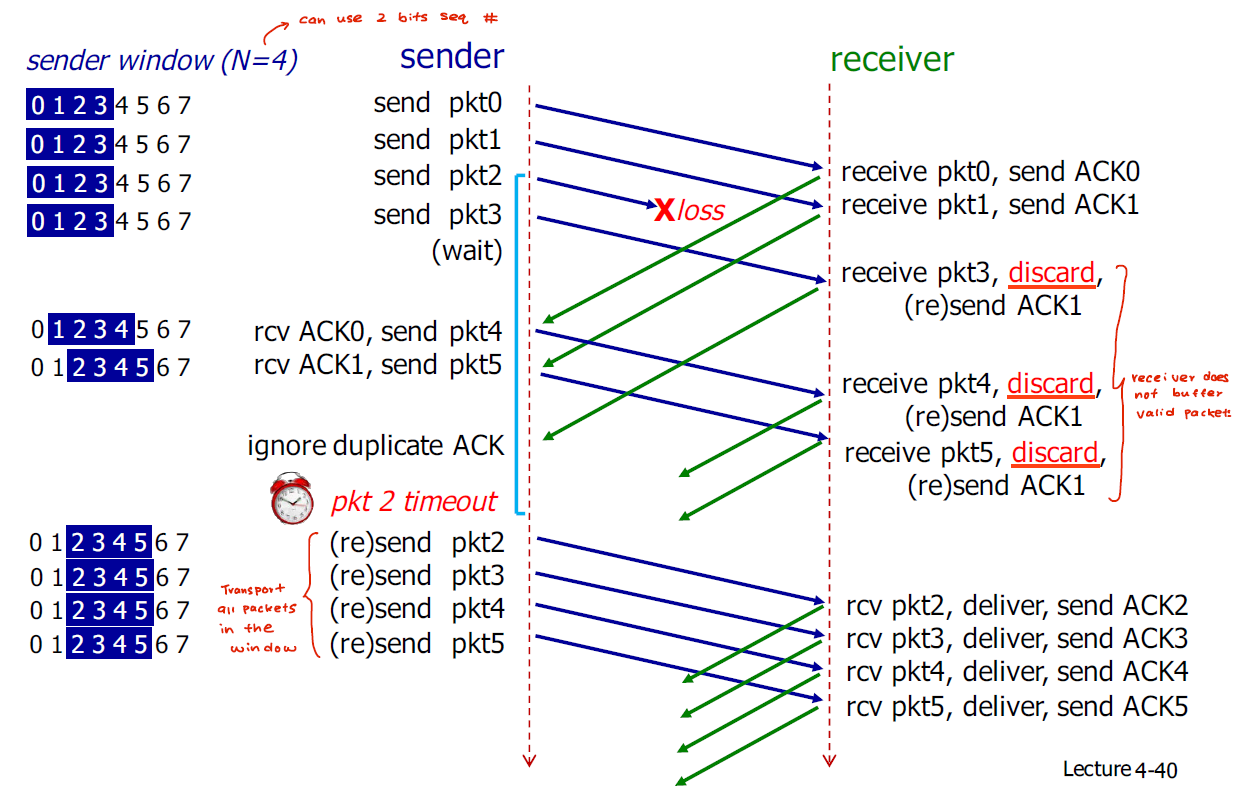 can use 2 bits seq #
sender window (N=4)
sender
receiver
0 1 2 3 4 5 6 7
send pkt0
0 1 2 3 4 5 6 7
send pkt1
0 1 2 3 4 5 6 7
send pkt2
0 1 2 3 4 5 6 7
send pkt3
(wait)
X loss
receive pkt0, send ACK0
receive pkt1, send ACK1
receive pkt3, discard,
(re)send ACK1
0 1 2 3 4 5 6 7
rcv ACK0, send pkt4
0 1 2 3 4 5 6 7
rcv ACK1, send pkt5
receive pkt4, discard,
(re)send ACK1
receive pkt5, discard,
(re)send ACK1
receiver does
not buffer
valid packets
ignore duplicate ACK
pkt 2 timeout
0 1 2 3 4 5 6 7
(re)send pkt2
0 1 2 3 4 5 6 7
(re)send pkt3
0 1 2 3 4 5 6 7
(re)send pkt4
0 1 2 3 4 5 6 7
(re)send pkt5
Transport
all packets
in the
window
rcv pkt2, deliver, send ACK2
rcv pkt3, deliver, send ACK3
rcv pkt4, deliver, send ACK4
rcv pkt5, deliver, send ACK5
Lecture 4-40